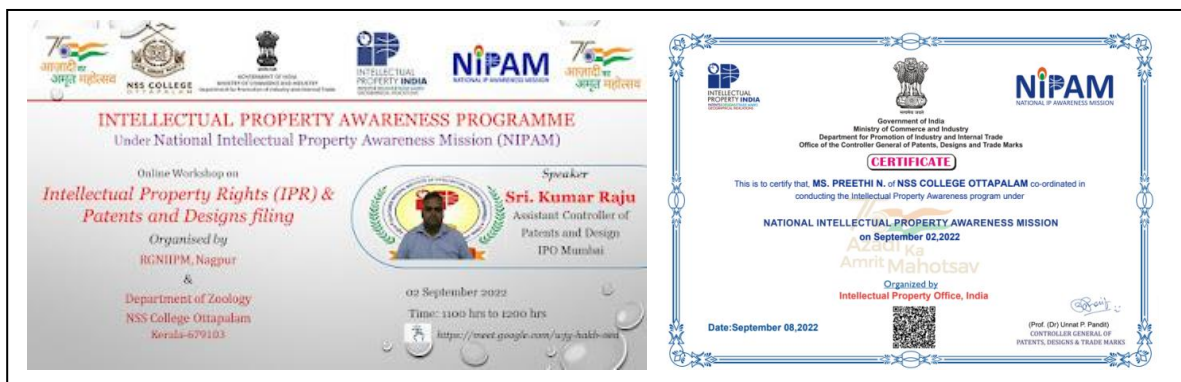 आज़ादी का
अमृत महोत्सव
NSS COLLEGE
OTTAPALAM
GOVERNMENT OF INDIA
MINISTRY OF COMMERCE AND INDUSTRY
Department for Promotion of Industry and Internal Trade
INTELLECTUAL
PROPERTY INDIA
NiPAM
NATIONAL IP AWARENESS MISSION
आज़ादी का
अमृत महोत्सव
INTELLECTUAL PROPERTY AWARENESS PROGRAMME
Under National Intellectual Property Awareness Mission (NIPAM)
Online Workshop on
Intellectual Property Rights (IPR) &
Patents and Designs filing
Organised by
RGNIIPM, Nagpur
&
Department of Zoology
NSS College Ottapalam
Kerala-679103
Speaker
Sri. Kumar Raju
Assistant Controller of
Patents and Design
IPO Mumbai
02 September 2022
Time: 1100 hrs to 1200 hrs
INTELLECTUAL
PROPERTY INDIA
Government of India
Ministry of Commerce and Industry
Department for Promotion of Industry and Internal Trade
Office of the Controller General of Patents, Designs and Trade Marks
NiPAM
NATIONAL IP AWARENESS MISSION
CERTIFICATE
This is to certify that, MS. PREETHI N. of NSS COLLEGE OTTAPALAM co-ordinated in
conducting the Intellectual Property Awareness program under
NATIONAL INTELLECTUAL PROPERTY AWARENESS MISSION
on September 02,2022
Azadi Ka
Amrit Mahotsav
Organized by
Intellectual Property Office, India
Date:September 08,2022
(Prof. (Dr) Unnat P. Pandit)
CONTROLLER GENERAL OF
PATENTS, DESIGNS & TRADE MARKS